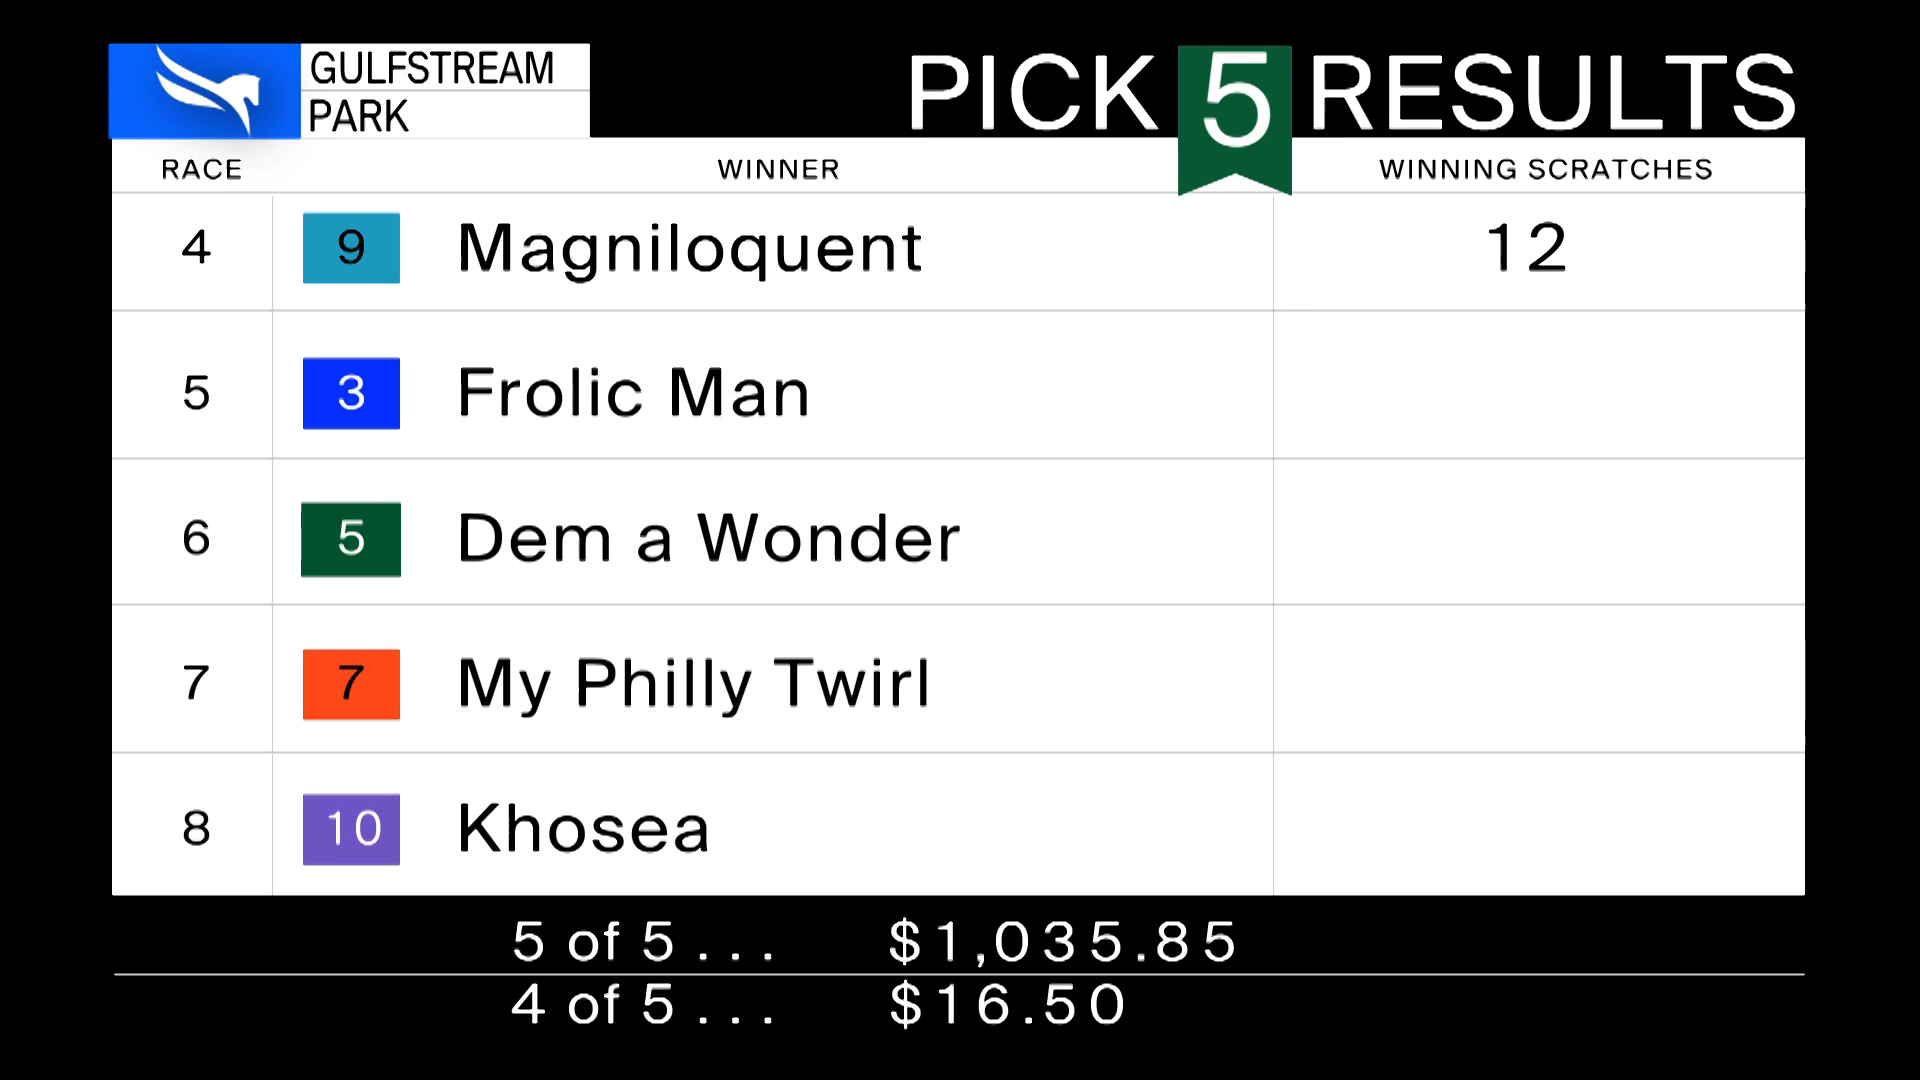 GULFSTREAM
PARK
PICK 5 RESULTS
RACE WINNER WINNING SCRATCHES
4 9 Magniloquent 12
5 3 Frolic Man
6 5 Dem a Wonder
7 7 My Philly Twirl
8 10 Khosea
5 of 5 . . . $1,035.85
4 of 5 . . . $16.50